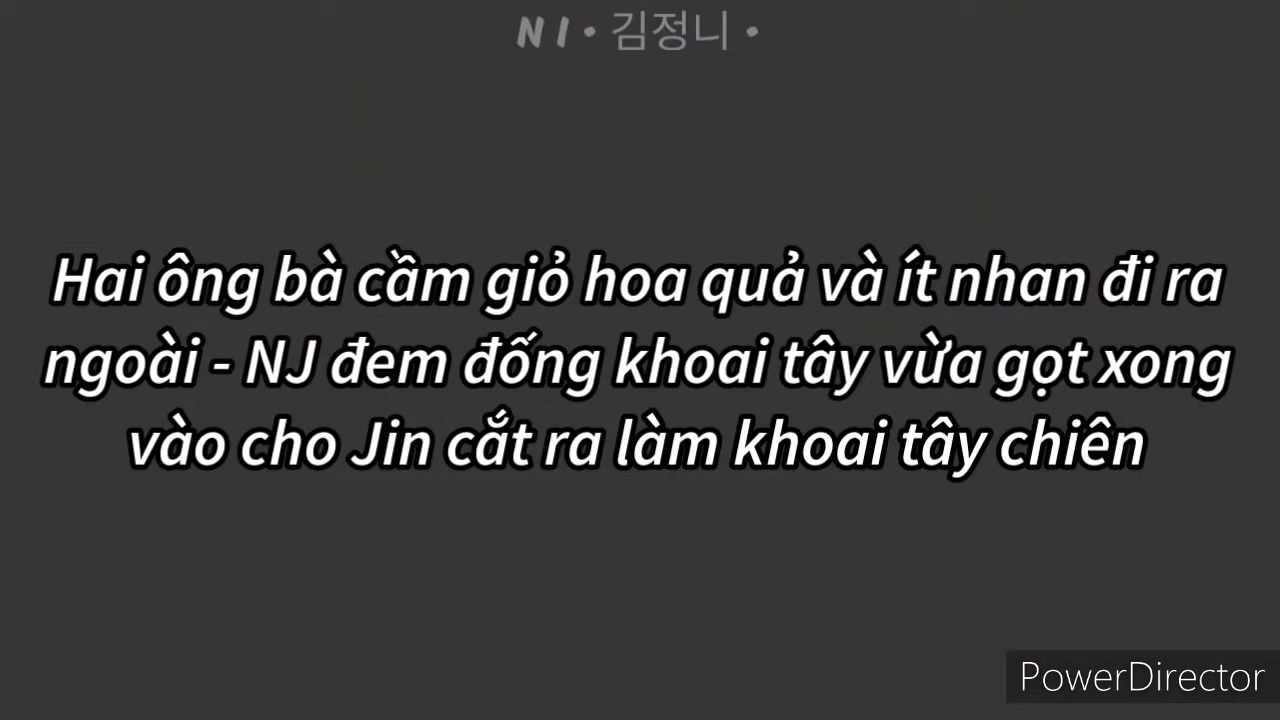 NI • 김정니 •
Hai ông bà cầm giỏ hoa quả và ít nhan đi ra
ngoài - NJ đem đống khoai tây vừa gọt xong
vào cho Jin cắt ra làm khoai tây chiên
PowerDirector